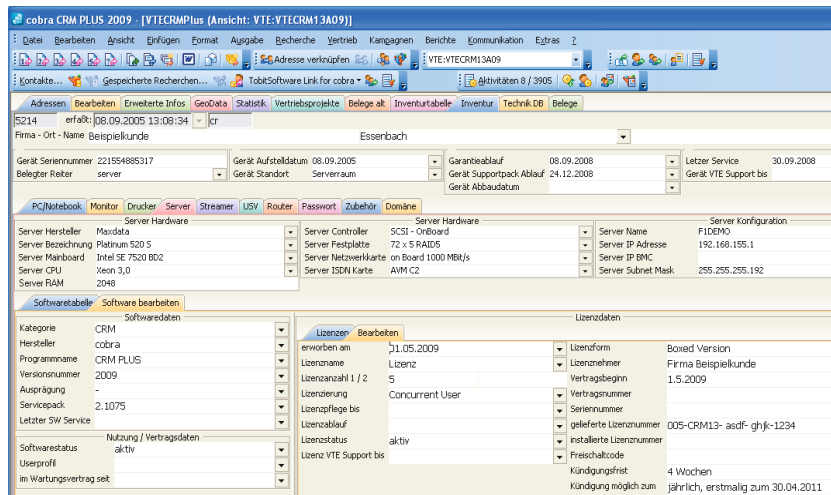 cobra CRM PLUS 2009 - [VTECRMPlus (Ansicht: VTE:VTECRM13A09)]
Datei Bearbeiten Ansicht Einfügen Format Ausgabe Recherche Vertrieb Kampagnen Berichte Kommunikation Extras ?
Adresse verknüpfen VTE:VTECRM13A09
Kontakte... Gespeicherte Recherchen... TobitSoftware Link for cobra Aktivitäten 8 / 3905
Adressen Bearbeiten Erweiterte Infos GeoData Statistik Vertriebsprojekte Belege alt Inventurtabelle Inventur Technik DB Belege
5214 erfaßt: 08.09.2005 13:08:34 cr
Firma - Ort - Name Beispielkunde Essenbach
Gerät Seriennummer 221554885317 Gerät Aufstelldatum 08.09.2005 Garantieablauf 08.09.2008 Letzer Service 30.09.2008
Belegter Reiter server Gerät Standort Serverraum Gerät Supportpack Ablauf 24.12.2008 Gerät VTE Support bis
Gerät Abbaudatum
PC/Notebook Monitor Drucker Server Streamer USV Router Passwort Zubehör Domäne
Server Hardware Server Hardware Server Konfiguration
Server Hersteller Maxdata Server Controller SCSI - OnBoard Server Name F1DEMO
Server Bezeichnung Platinum 520 S Server Festplatte 72 x 5 RAID5 Server IP Adresse 192.168.155.1
Server Mainboard Intel SE 7520 BD2 Server Netzwerkkarte on Board 1000 MBit/s Server IP BMC
Server CPU Xeon 3,0 Server ISDN Karte AVM C2 Server Subnet Mask 255.255.255.192
Server RAM 2048
Softwaretabelle Software bearbeiten
Softwaredaten Lizenzdaten
Kategorie CRM Lizenzen Bearbeiten
Hersteller cobra erworben am 01.05.2009 Lizenzform Boxed Version
Programmname CRM PLUS Lizenzname Lizenz Lizenznehmer Firma Beispielkunde
Versionsnummer 2009 Lizenzanzahl 1 / 2 5 Vertragsbeginn 1.5.2009
Ausprägung - Lizenzierung Concurrent User Vertragsnummer
Servicepack 2.1075 Lizenzpflege bis Seriennummer
Letzter SW Service Lizenzablauf gelieferte Lizenznummer 005-CRM13- asdf- ghjk-1234
Nutzung / Vertragsdaten Lizenzstatus aktiv installierte Lizenznummer
Softwarestatus aktiv Lizenz VTE Support bis Freischaltcode
Userprofil Kündigungsfrist 4 Wochen
im Wartungsvertrag seit Kündigung möglich zum jährlich, erstmalig zum 30.04.2011